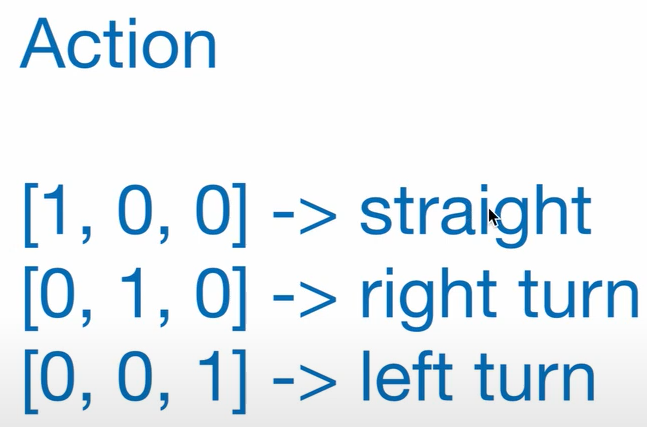 Action
[1, 0, 0] -> straight
[0, 1, 0] -> right turn
[0, 0, 1] -> left turn